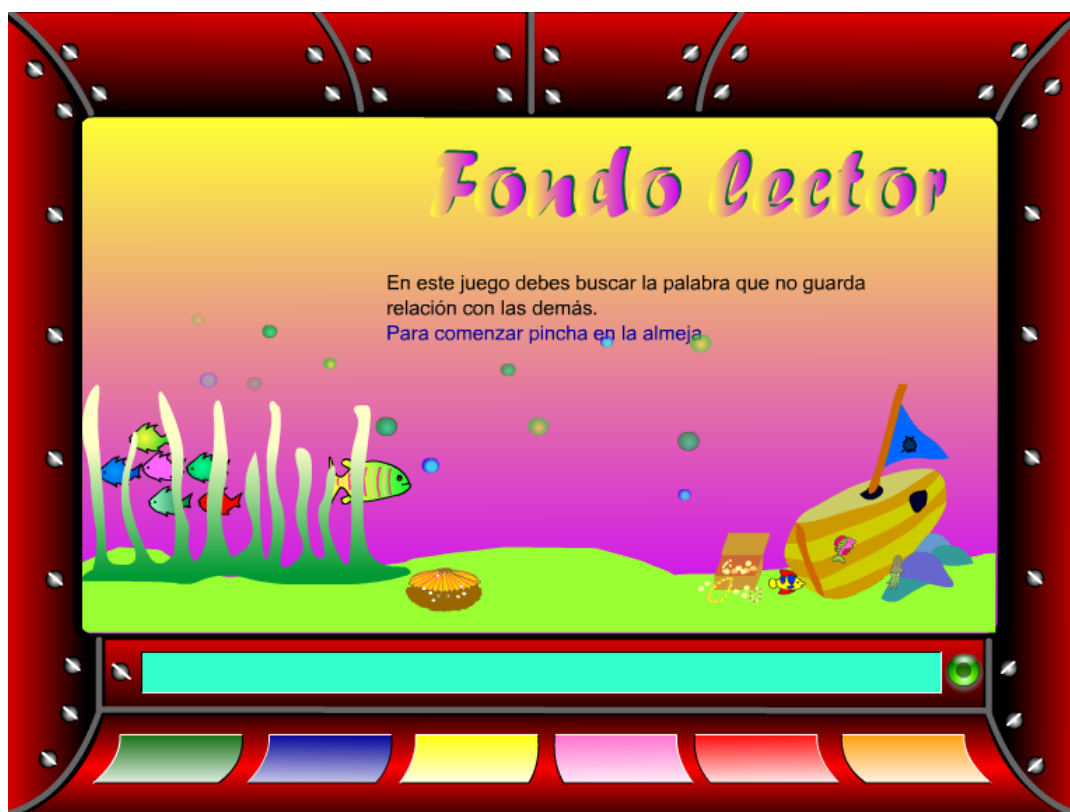 Fondo lector
En este juego debes buscar la palabra que no guarda
relación con las demás.
Para comenzar pincha en la almeja